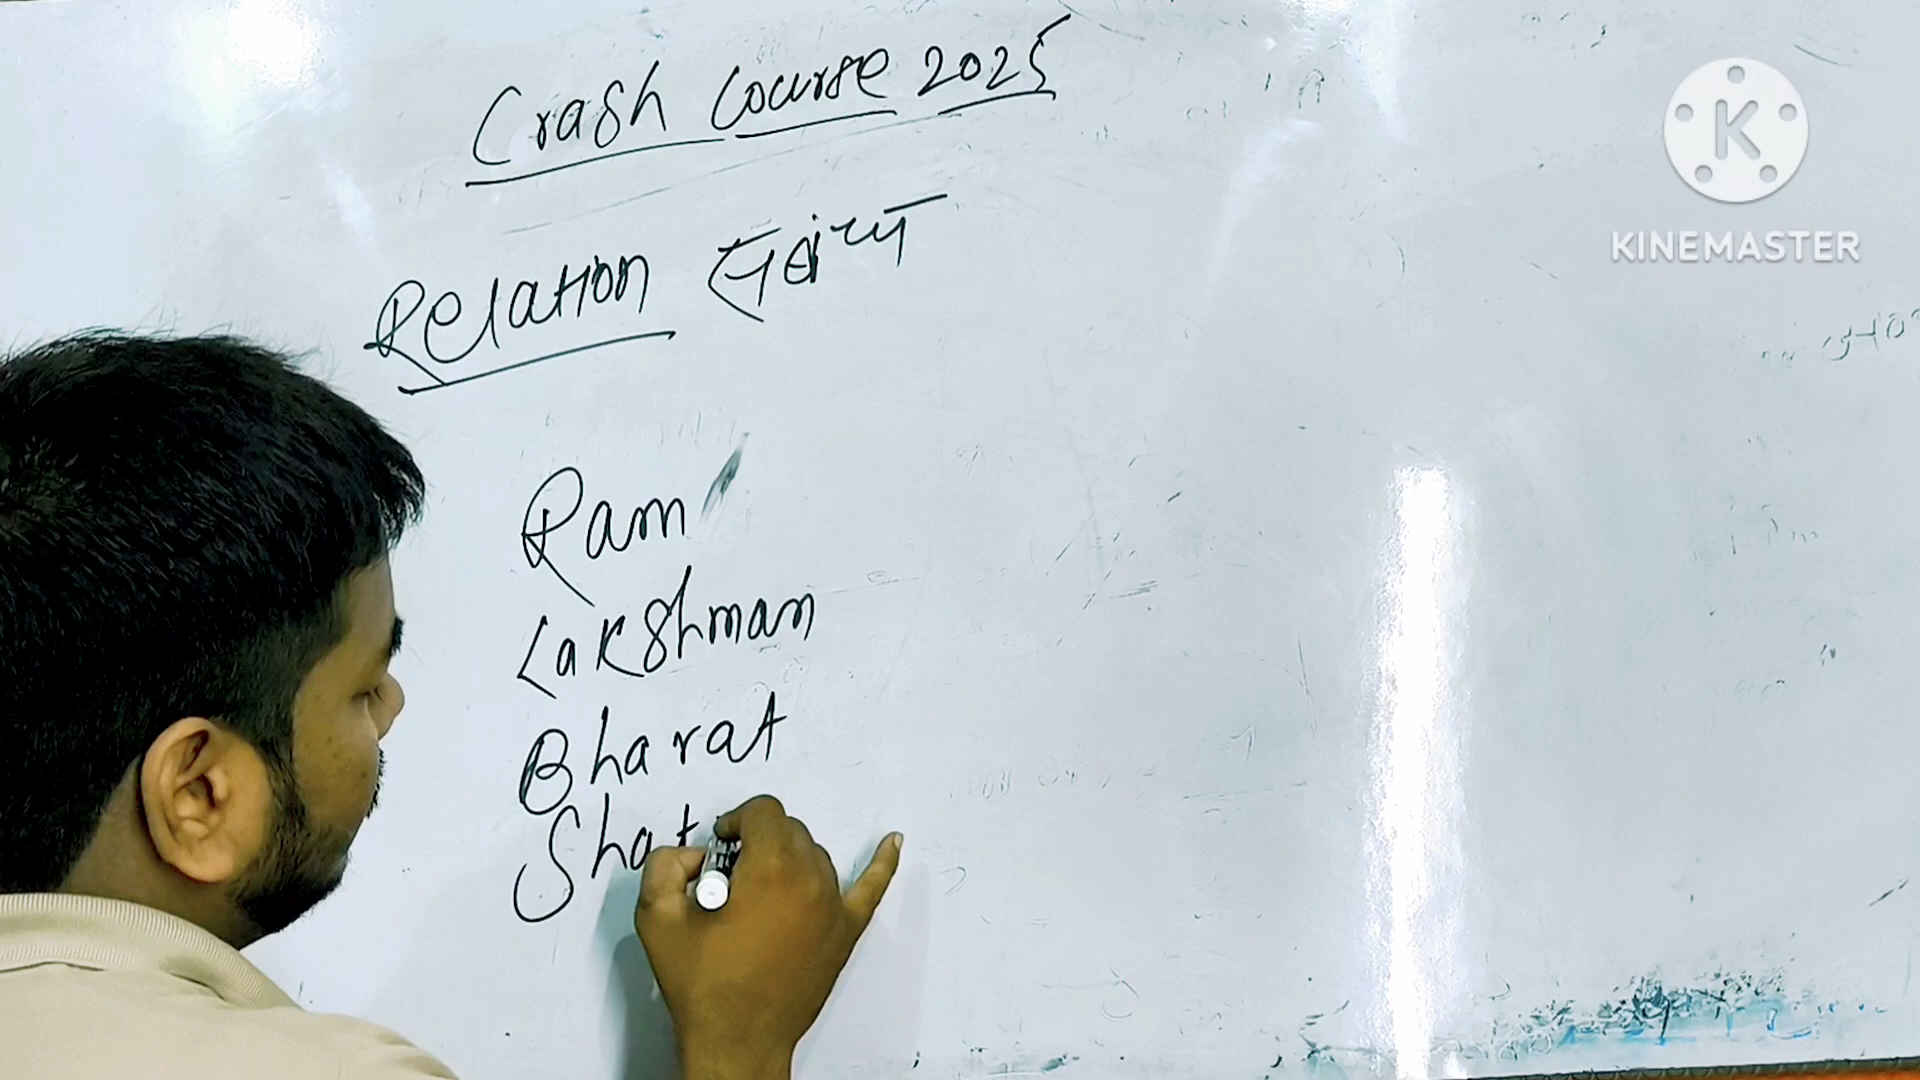 Crash Course 2025
Relation संबंध
Ram
Lakshman
Bharat
Shat
K
KINEMASTER